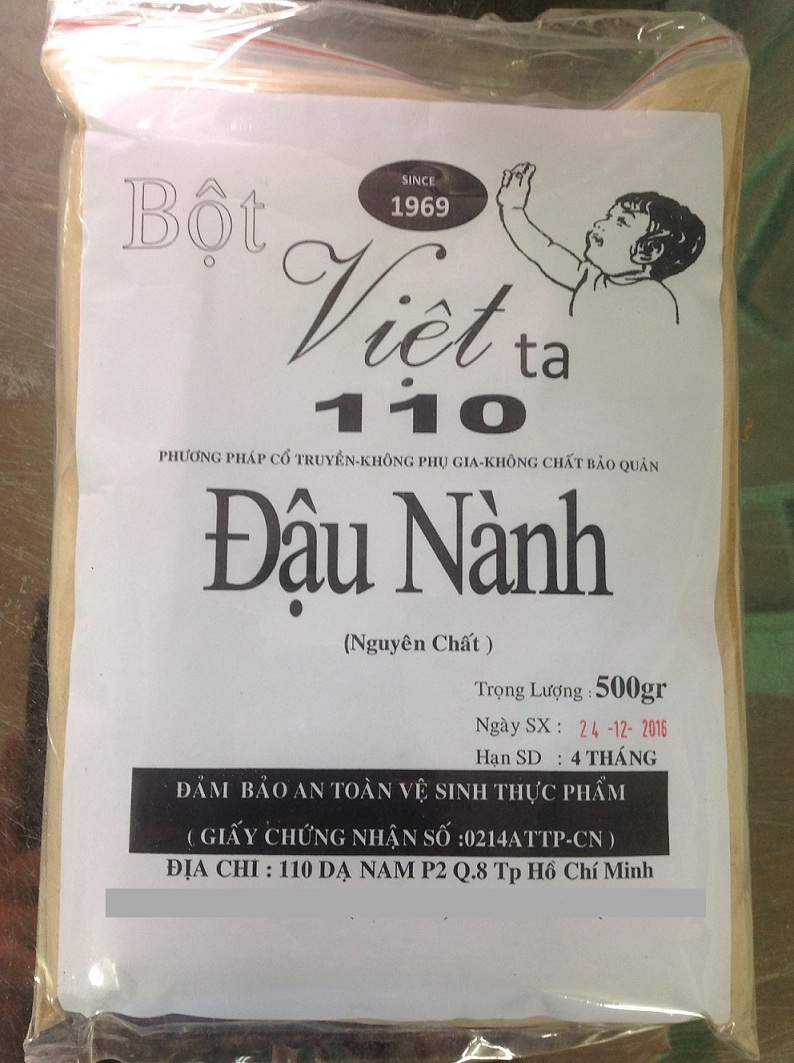 Bột
SINCE
1969
Việt ta
110
PHƯƠNG PHÁP CỔ TRUYỀN-KHÔNG PHỤ GIA-KHÔNG CHẤT BẢO QUẢN
Đậu Nành
(Nguyên Chất )
Trọng Lượng : 500gr
Ngày SX : 24 -12- 2016
Hạn SD : 4 THÁNG
ĐẢM BẢO AN TOÀN VỆ SINH THỰC PHẨM
( GIẤY CHỨNG NHẬN SỐ :0214ATTP-CN )
ĐỊA CHỈ : 110 DẠ NAM P2 Q.8 Tp Hồ Chí Minh